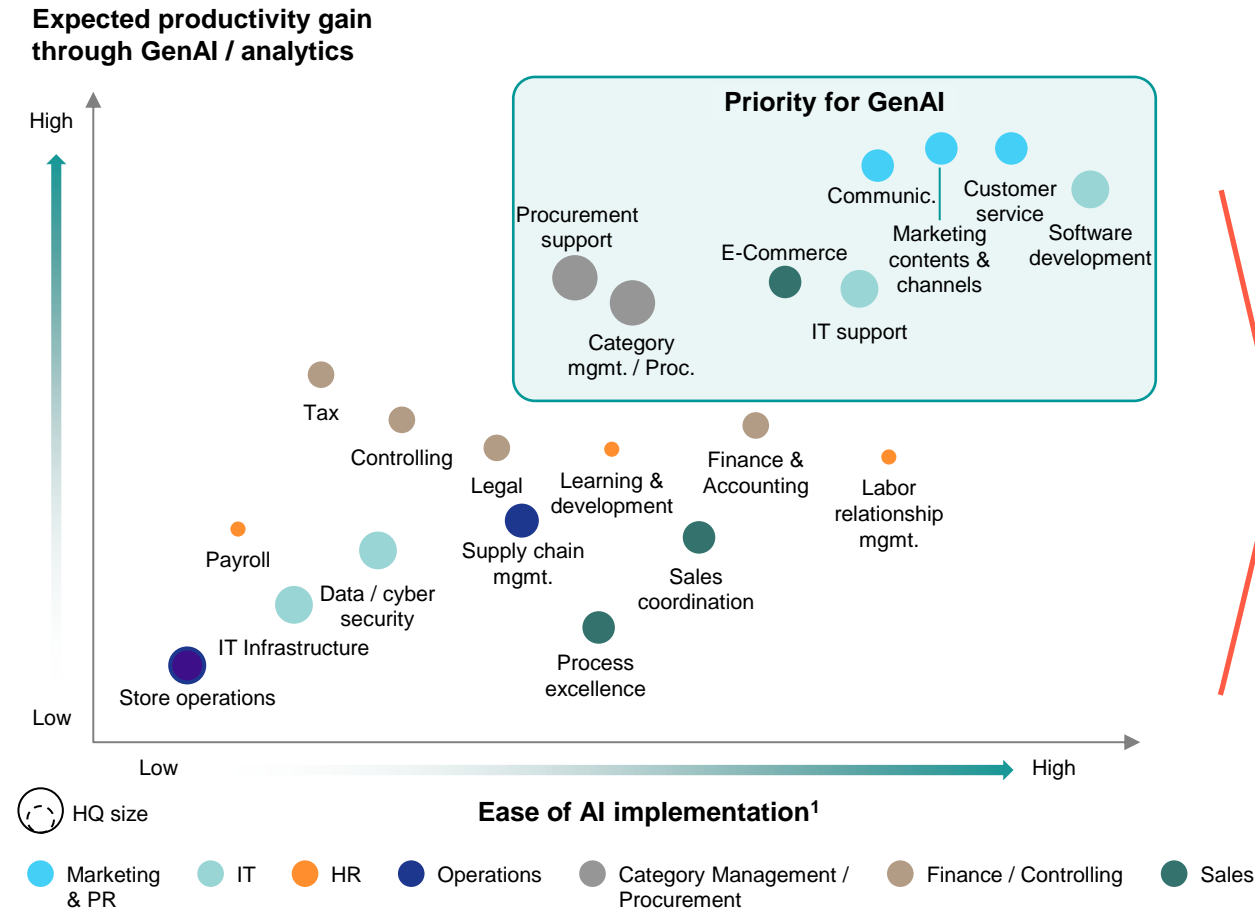 Expected productivity gain
through GenAI / analytics
High
Priority for GenAI
Communic.
Customer
service
Procurement
support
Marketing
contents &
channels
Software
development
E-Commerce
IT support
Category
mgmt. / Proc.
Tax
Controlling
Legal
Learning &
development
Finance &
Accounting
Labor
relationship
mgmt.
Payroll
Data / cyber
security
Supply chain
mgmt.
Sales
coordination
IT Infrastructure
Process
excellence
Store operations
Low
Low
High
HQ size
Ease of AI implementation¹
Marketing
& PR
IT
HR
Operations
Category Management /
Procurement
Finance / Controlling
Sales